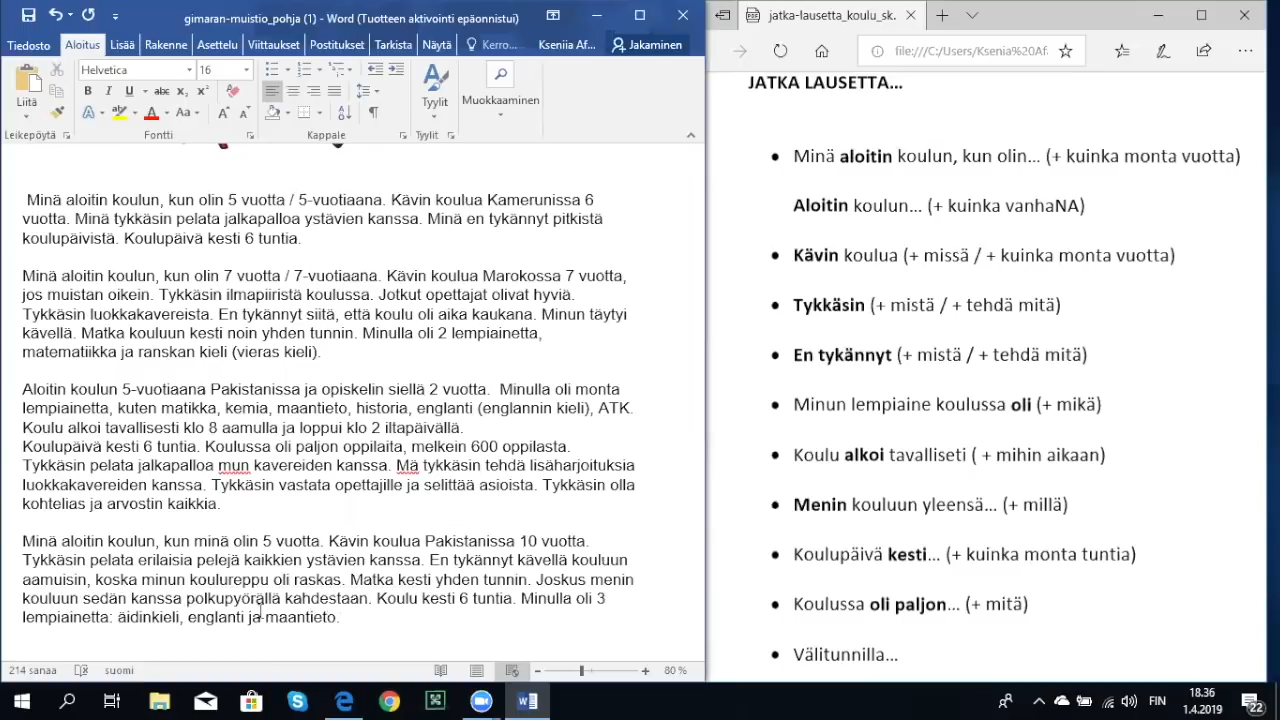 gimaran-muistio_pohja (1) - Word (Tuotteen aktivointi epäonnistui)
Tiedosto Aloitus Lisää Rakenne Asettelu Viittaukset Postitukset Tarkista Näytä Kerro... Kseniia Af... Jakaminen
Liitä
Helvetica 16
B I U abc x₂ x²
Aa
Tyylit
Muokkaaminen
Leikepöytä Fontti Kappale Tyylit
Minä aloitin koulun, kun olin 5 vuotta / 5-vuotiaana. Kävin koulua Kamerunissa 6
vuotta. Minä tykkäsin pelata jalkapalloa ystävien kanssa. Minä en tykännyt pitkistä
koulupäivistä. Koulupäivä kesti 6 tuntia.
Minä aloitin koulun, kun olin 7 vuotta / 7-vuotiaana. Kävin koulua Marokossa 7 vuotta,
jos muistan oikein. Tykkäsin ilmapiiristä koulussa. Jotkut opettajat olivat hyviä.
Tykkäsin luokkakavereista. En tykännyt siitä, että koulu oli aika kaukana. Minun täytyi
kävellä. Matka kouluun kesti noin yhden tunnin. Minulla oli 2 lempiainetta,
matematiikka ja ranskan kieli (vieras kieli).
Aloitin koulun 5-vuotiaana Pakistanissa ja opiskelin siellä 2 vuotta.  Minulla oli monta
lempiainetta, kuten matikka, kemia, maantieto, historia, englanti (englannin kieli), ATK.
Koulu alkoi tavallisesti klo 8 aamulla ja loppui klo 2 iltapäivällä.
Koulupäivä kesti 6 tuntia. Koulussa oli paljon oppilaita, melkein 600 oppilasta.
Tykkäsin pelata jalkapalloa mun kavereiden kanssa. Mä tykkäsin tehdä lisäharjoituksia
luokkakavereiden kanssa. Tykkäsin vastata opettajille ja selittää asioista. Tykkäsin olla
kohtelias ja arvostin kaikkia.
Minä aloitin koulun, kun minä olin 5 vuotta. Kävin koulua Pakistanissa 10 vuotta.
Tykkäsin pelata erilaisia pelejä kaikkien ystävien kanssa. En tykännyt kävellä kouluun
aamuisin, koska minun koulureppu oli raskas. Matka kesti yhden tunnin. Joskus menin
kouluun sedän kanssa polkupyörällä kahdestaan. Koulu kesti 6 tuntia. Minulla oli 3
lempiainetta: äidinkieli, englanti ja maantieto.
214 sanaa suomi 80 %
jatka-lausetta_koulu_sk.
file:///C:/Users/Ksenia%20Af
JATKA LAUSETTA...
• Minä aloitin koulun, kun olin... (+ kuinka monta vuotta)
Aloitin koulun... (+ kuinka vanhaNA)
• Kävin koulua (+ missä / + kuinka monta vuotta)
• Tykkäsin (+ mistä / + tehdä mitä)
• En tykännyt (+ mistä / + tehdä mitä)
• Minun lempiaine koulussa oli (+ mikä)
• Koulu alkoi tavalliseti ( + mihin aikaan)
• Menin kouluun yleensä... (+ millä)
• Koulupäivä kesti... (+ kuinka monta tuntia)
• Koulussa oli paljon... (+ mitä)
• Välitunnilla...
FIN
18.36
1.4.2019
22